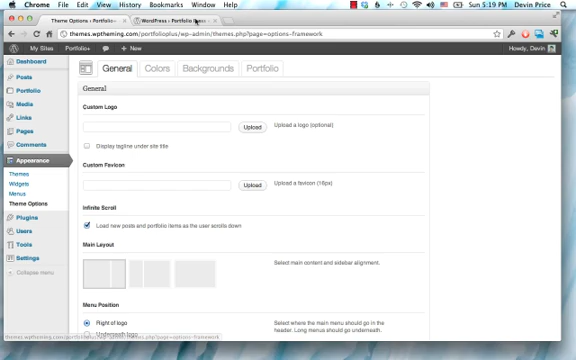 Chrome File Edit View History Bookmarks Window Help
Sun 5:19 PM Devin Price
Theme Options ‹ Portfolio+
WordPress › Portfolio Press
themes.wptheming.com/portfolioplus/wp-admin/themes.php?page=options-framework
My Sites Portfolio+ + New Howdy, Devin
Dashboard
Posts
Portfolio
Media
Links
Pages
Comments
Appearance
Themes
Widgets
Menus
Theme Options
Plugins
Users
Tools
Settings
Collapse menu
General Colors Backgrounds Portfolio
General
Custom Logo
Upload Upload a logo (optional)
Display tagline under site title
Custom Favicon
Upload Upload a favicon (16px)
Infinite Scroll
Load new posts and portfolio items as the user scrolls down
Main Layout
Select main content and sidebar alignment.
Menu Position
Right of logo
Select where the main menu should go in the
header. Long menus should go underneath.
Underneath logo
themes.wptheming.com/portfolioplus/wp-admin/themes.php?page=options-framework